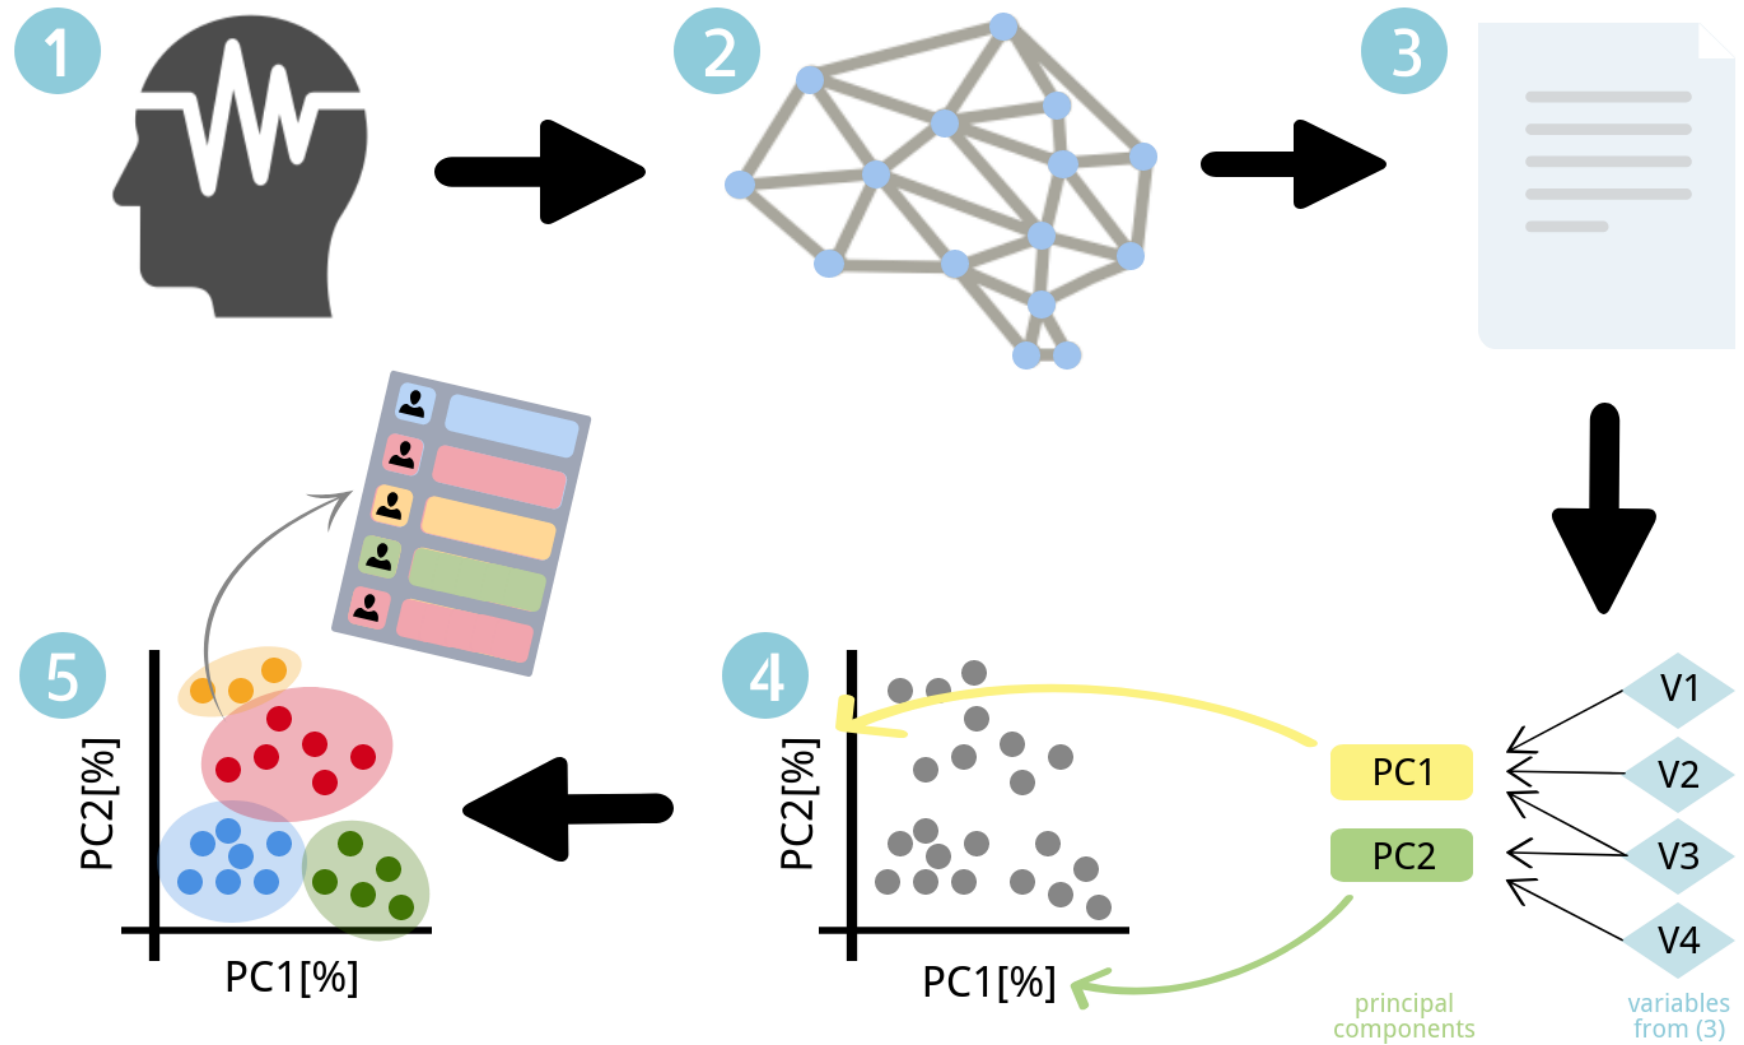 1
2
3
5
4
PC2[%]
PC1[%]
PC2[%]
PC1[%]
PC1
PC2
principal
components
V1
V2
V3
V4
variables
from (3)